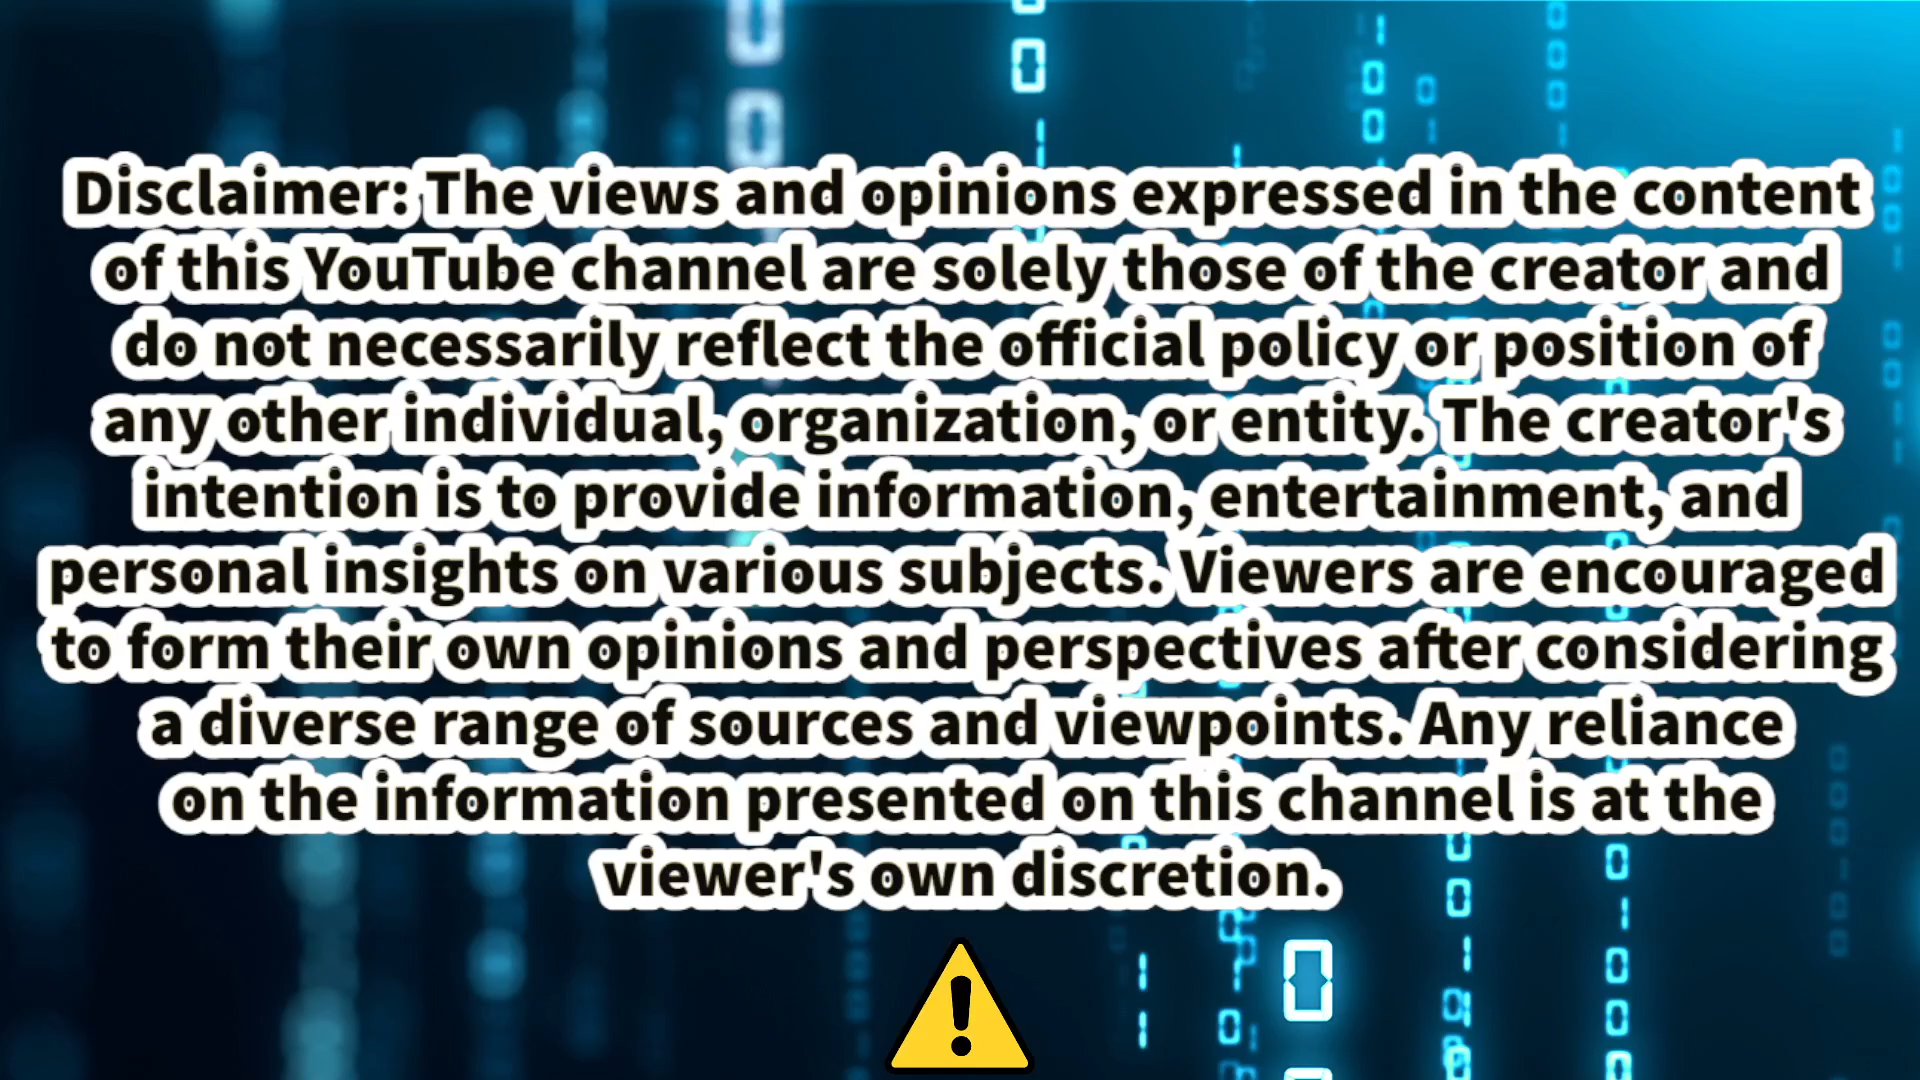 Disclaimer: The views and opinions expressed in the content
of this YouTube channel are solely those of the creator and
do not necessarily reflect the official policy or position of
any other individual, organization, or entity. The creator's
intention is to provide information, entertainment, and
personal insights on various subjects. Viewers are encouraged
to form their own opinions and perspectives after considering
a diverse range of sources and viewpoints. Any reliance
on the information presented on this channel is at the
viewer's own discretion.